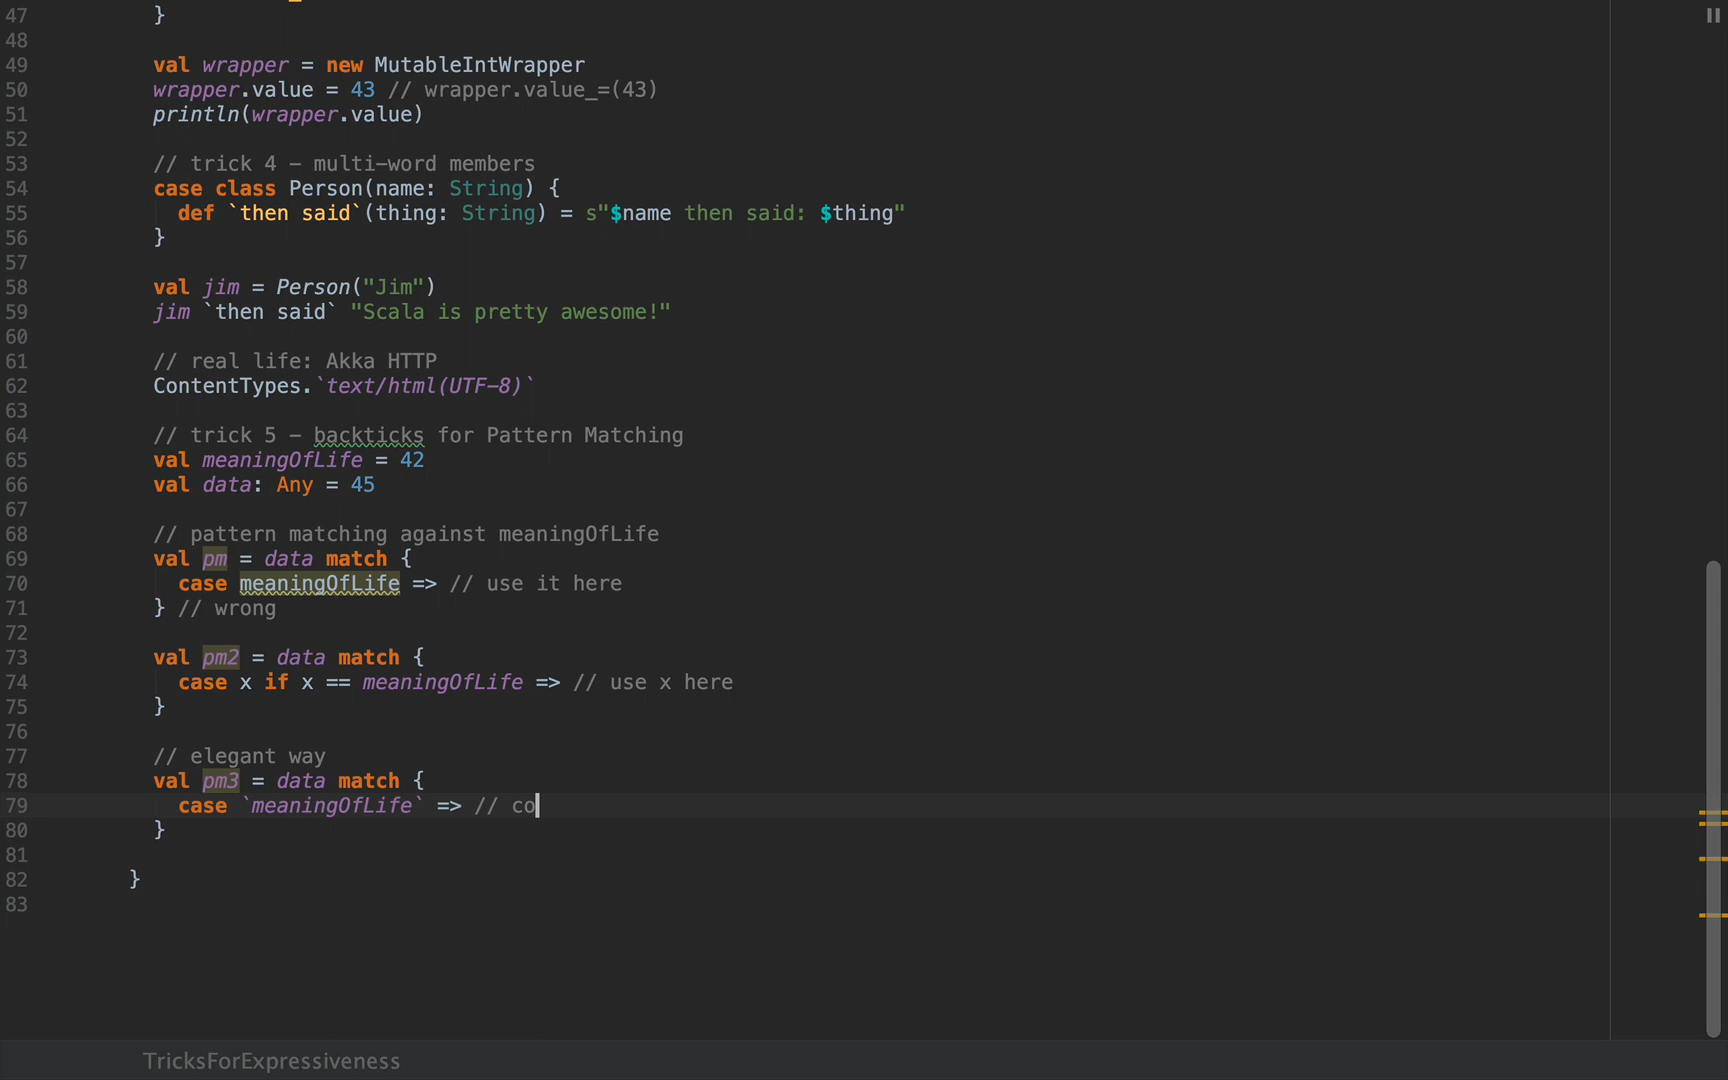 47 }
48
49 val wrapper = new MutableIntWrapper
50 wrapper.value = 43 // wrapper.value_=(43)
51 println(wrapper.value)
52
53 // trick 4 - multi-word members
54 case class Person(name: String) {
55 def `then said`(thing: String) = s"$name then said: $thing"
56 }
57
58 val jim = Person("Jim")
59 jim `then said` "Scala is pretty awesome!"
60
61 // real life: Akka HTTP
62 ContentTypes.`text/html(UTF-8)`
63
64 // trick 5 - backticks for Pattern Matching
65 val meaningOfLife = 42
66 val data: Any = 45
67
68 // pattern matching against meaningOfLife
69 val pm = data match {
70 case meaningOfLife => // use it here
71 } // wrong
72
73 val pm2 = data match {
74 case x if x == meaningOfLife => // use x here
75 }
76
77 // elegant way
78 val pm3 = data match {
79 case `meaningOfLife` => // co
80 }
81
82 }
83
TricksForExpressiveness